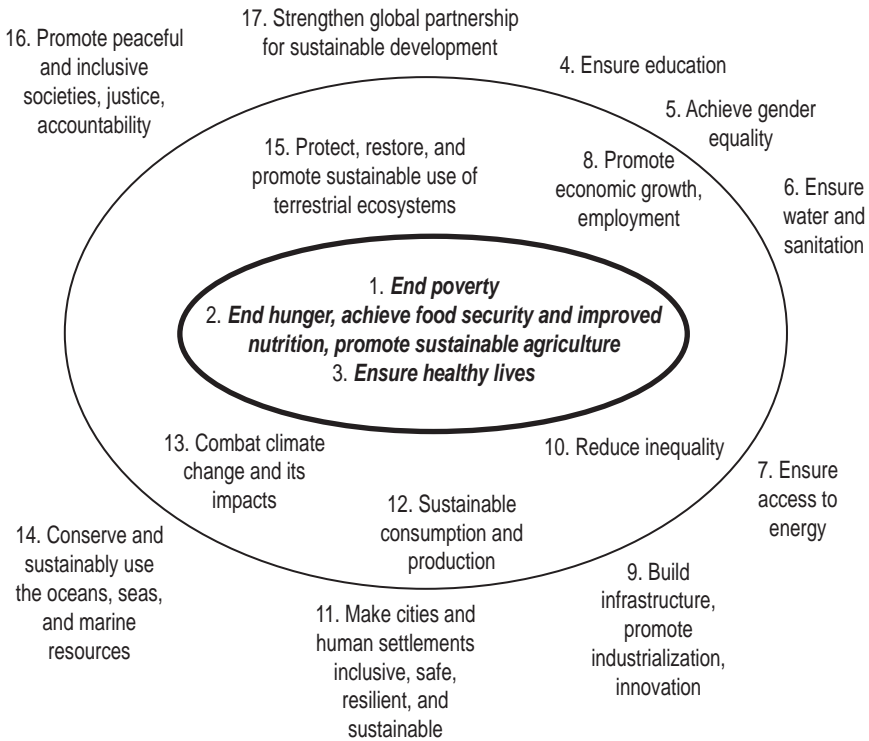 17. Strengthen global partnership
for sustainable development
16. Promote peaceful
and inclusive
societies, justice,
accountability
4. Ensure education
5. Achieve gender
equality
15. Protect, restore, and
promote sustainable use of
terrestrial ecosystems
8. Promote
economic growth,
employment
6. Ensure
water and
sanitation
1. End poverty
2. End hunger, achieve food security and improved
nutrition, promote sustainable agriculture
3. Ensure healthy lives
13. Combat climate
change and its
impacts
10. Reduce inequality
7. Ensure
access to
energy
12. Sustainable
consumption and
production
14. Conserve and
sustainably use
the oceans, seas,
and marine
resources
9. Build
infrastructure,
promote
industrialization,
innovation
11. Make cities and
human settlements
inclusive, safe,
resilient, and
sustainable